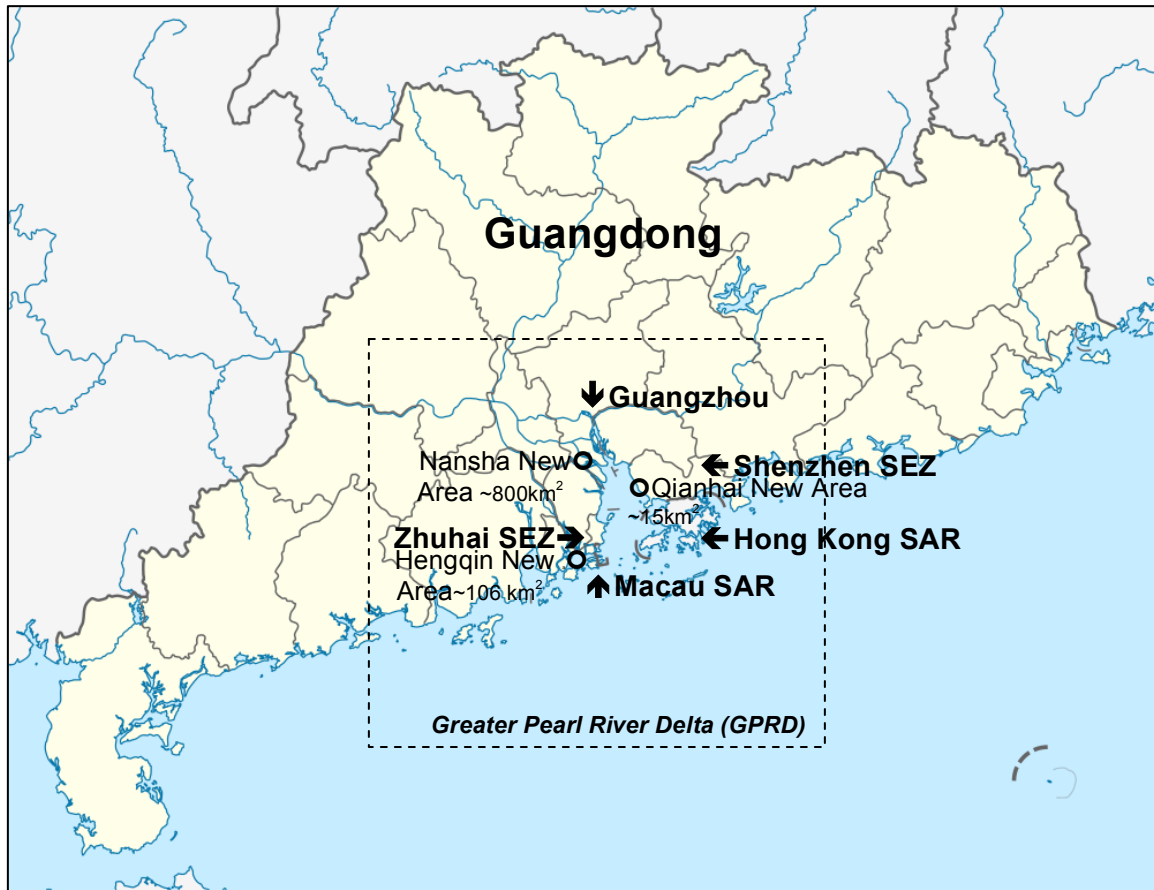 Guangdong
Guangzhou
Nansha New
Area ~800km²
Shenzhen SEZ
Qianhai New Area
~15km²
Zhuhai SEZ
Hong Kong SAR
Hengqin New
Area~106 km²
Macau SAR
Greater Pearl River Delta (GPRD)